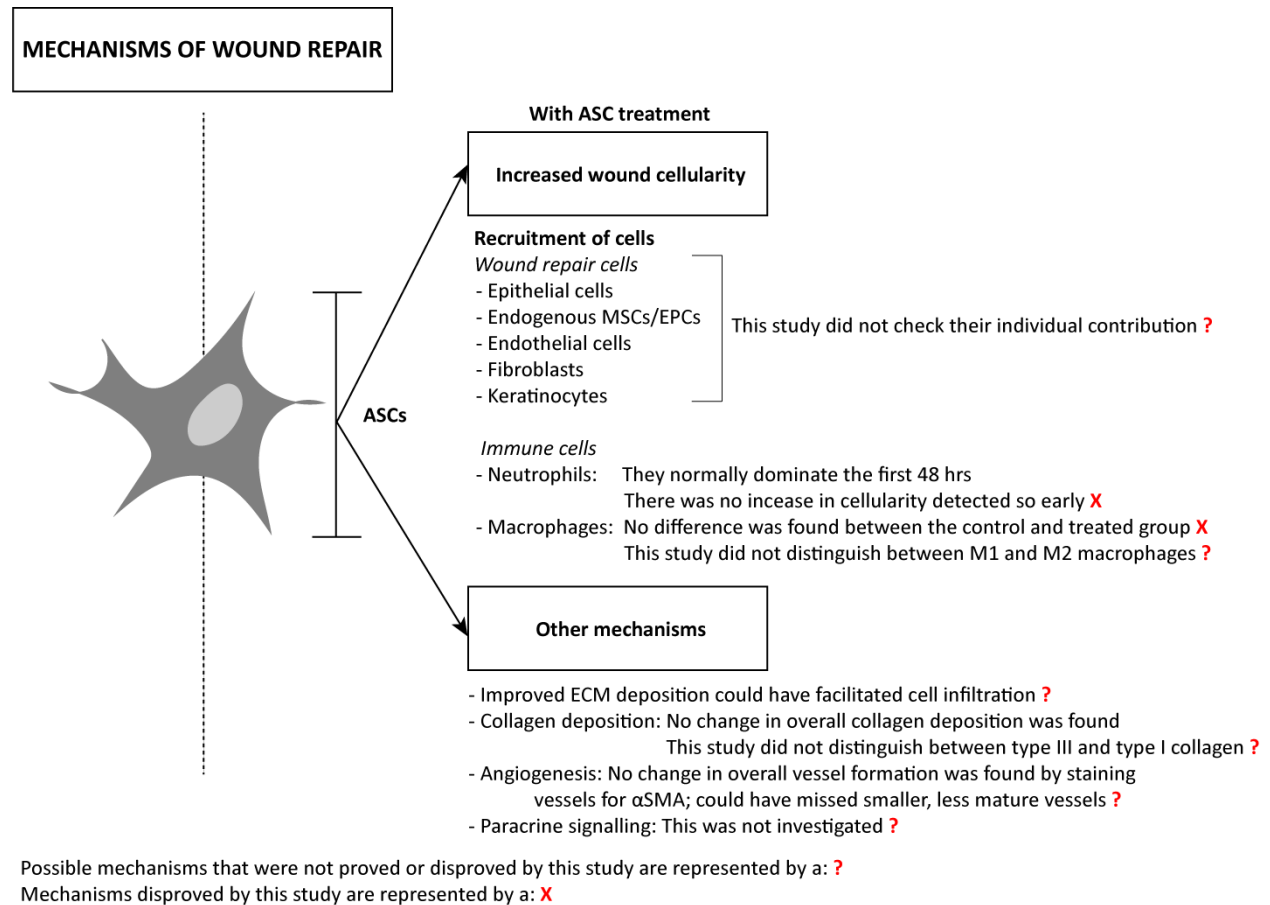 MECHANISMS OF WOUND REPAIR
With ASC treatment
Increased wound cellularity
Recruitment of cells
Wound repair cells
- Epithelial cells
- Endogenous MSCs/EPCs
- Endothelial cells
- Fibroblasts
- Keratinocytes
This study did not check their individual contribution ?
ASCs
Immune cells
- Neutrophils: They normally dominate the first 48 hrs
There was no increase in cellularity detected so early X
- Macrophages: No difference was found between the control and treated group X
This study did not distinguish between M1 and M2 macrophages ?
Other mechanisms
- Improved ECM deposition could have facilitated cell infiltration ?
- Collagen deposition: No change in overall collagen deposition was found
This study did not distinguish between type III and type I collagen ?
- Angiogenesis: No change in overall vessel formation was found by staining
vessels for αSMA; could have missed smaller, less mature vessels ?
- Paracrine signalling: This was not investigated ?
Possible mechanisms that were not proved or disproved by this study are represented by a: ?
Mechanisms disproved by this study are represented by a: X